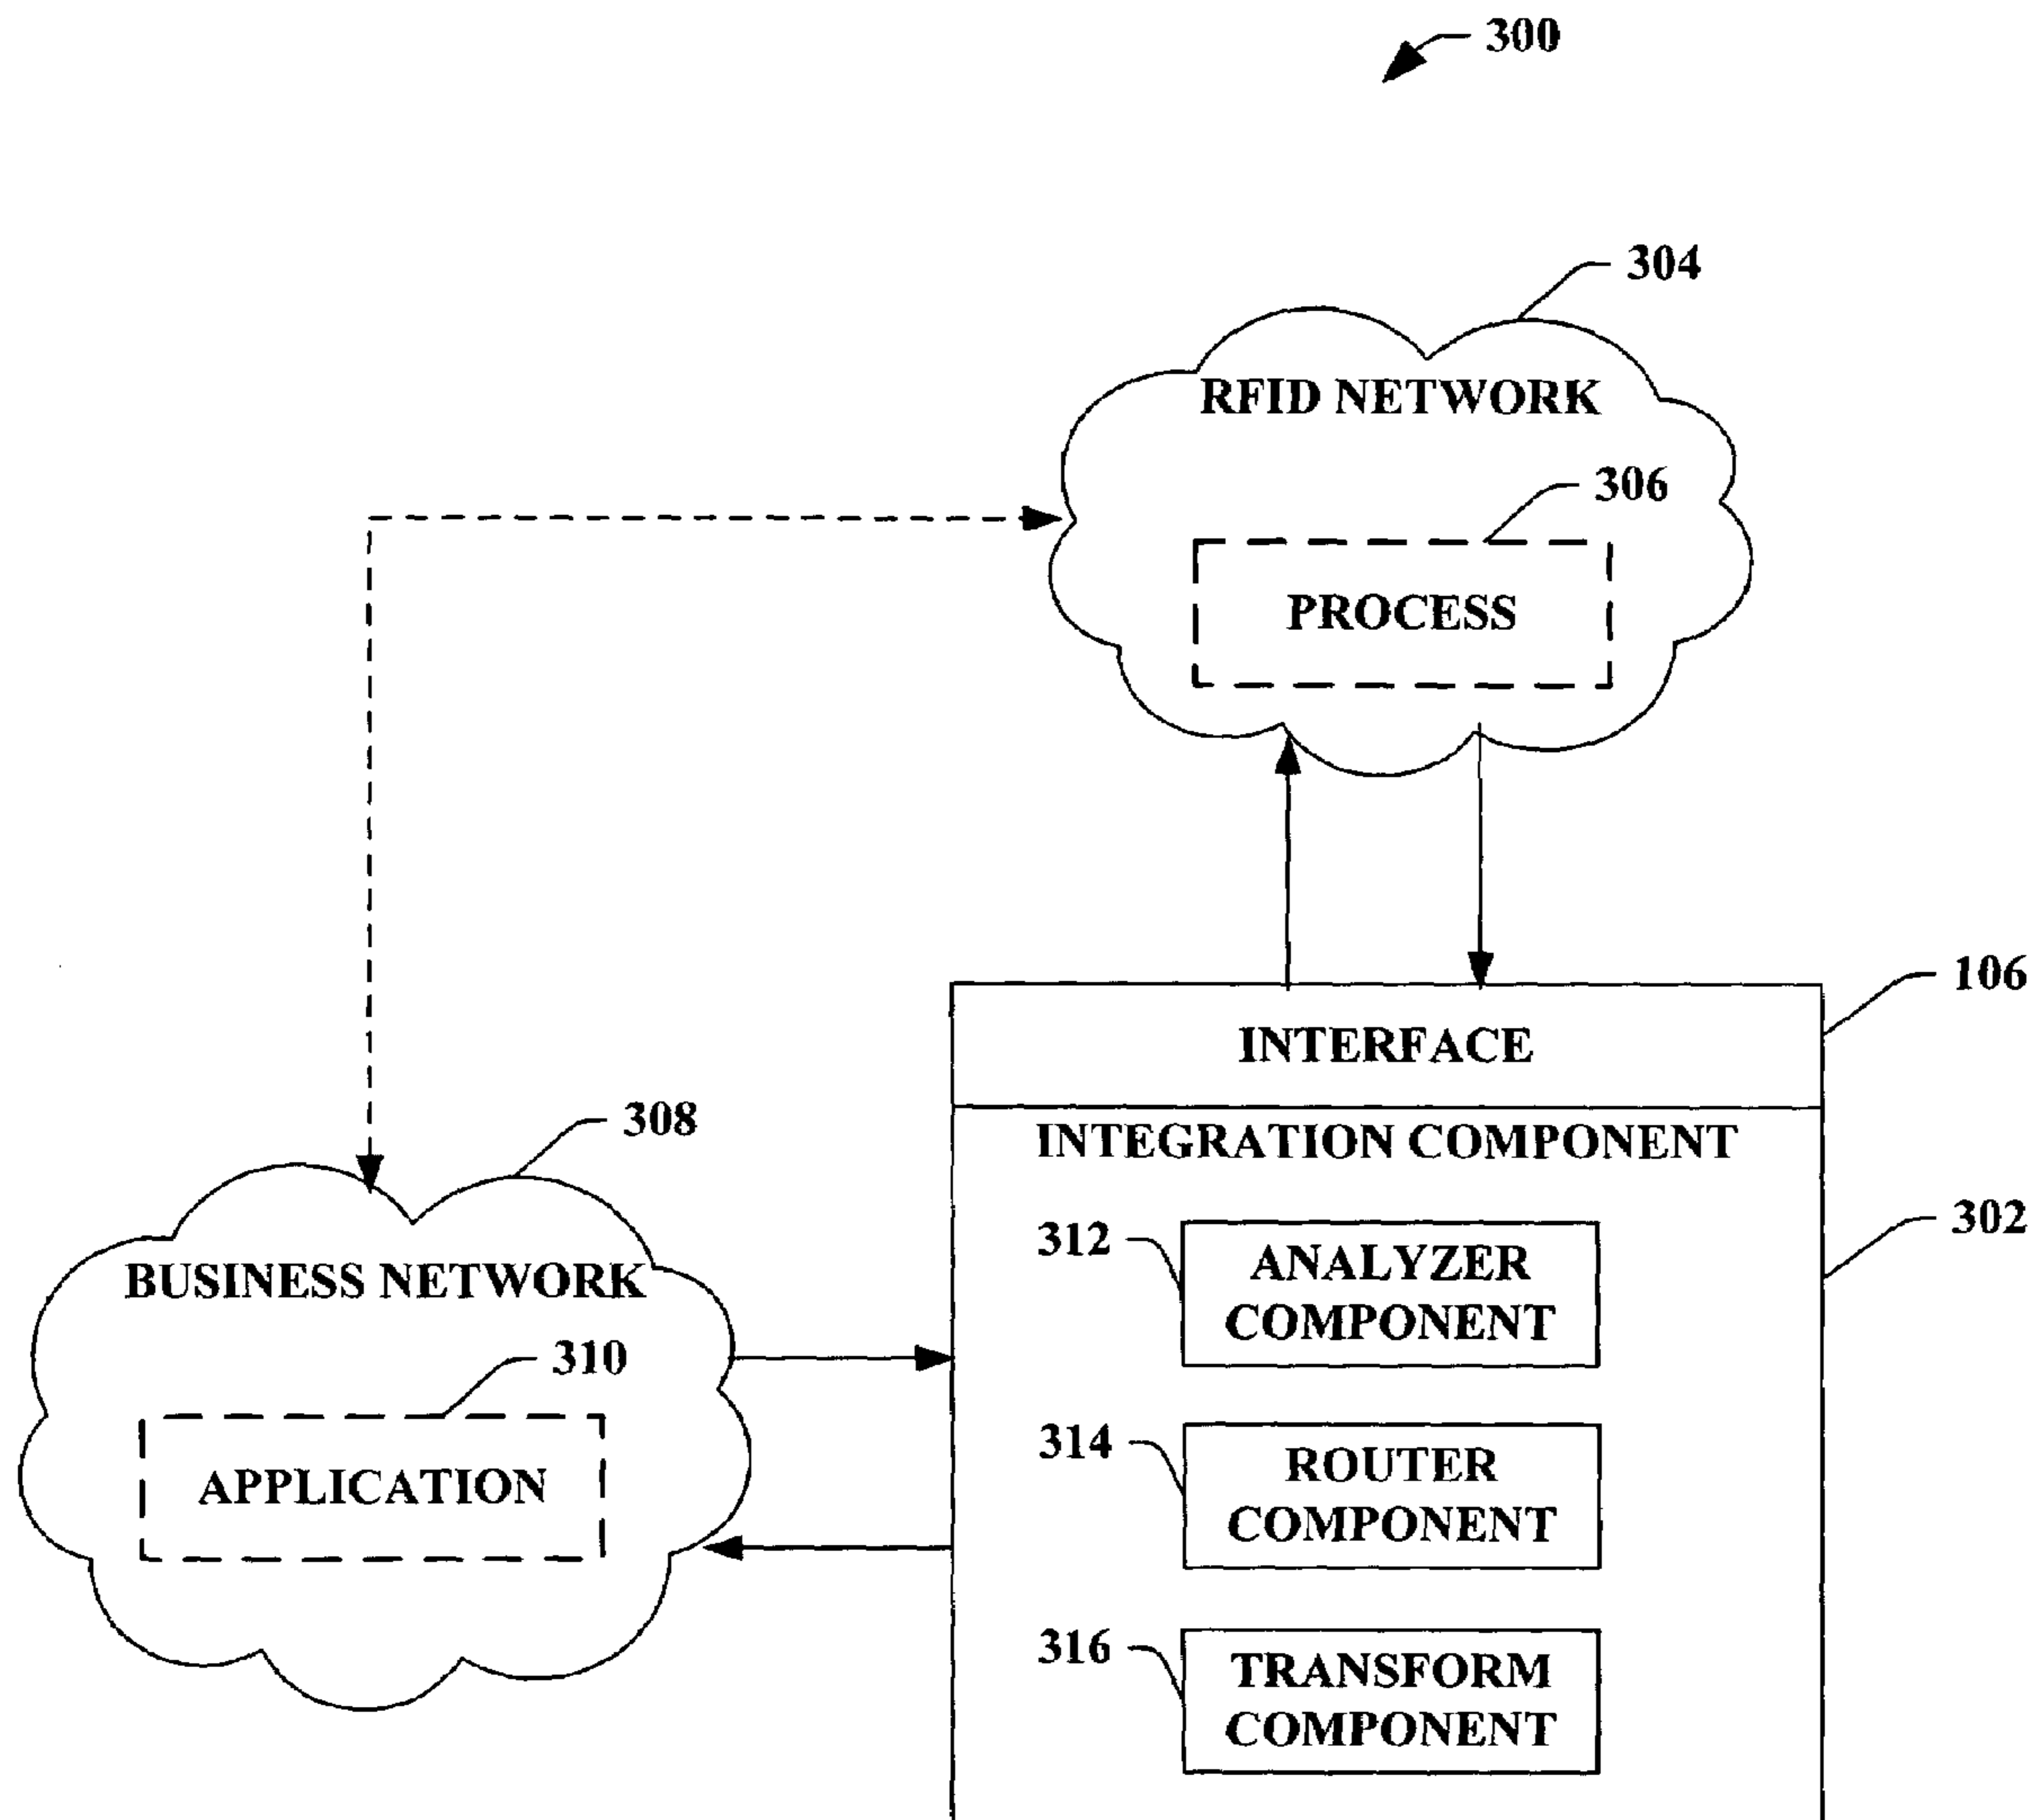 300
304
RFID NETWORK
306
PROCESS
106
INTERFACE
INTEGRATION COMPONENT
308
302
312
ANALYZER
COMPONENT
BUSINESS NETWORK
310
314
ROUTER
COMPONENT
APPLICATION
316
TRANSFORM
COMPONENT